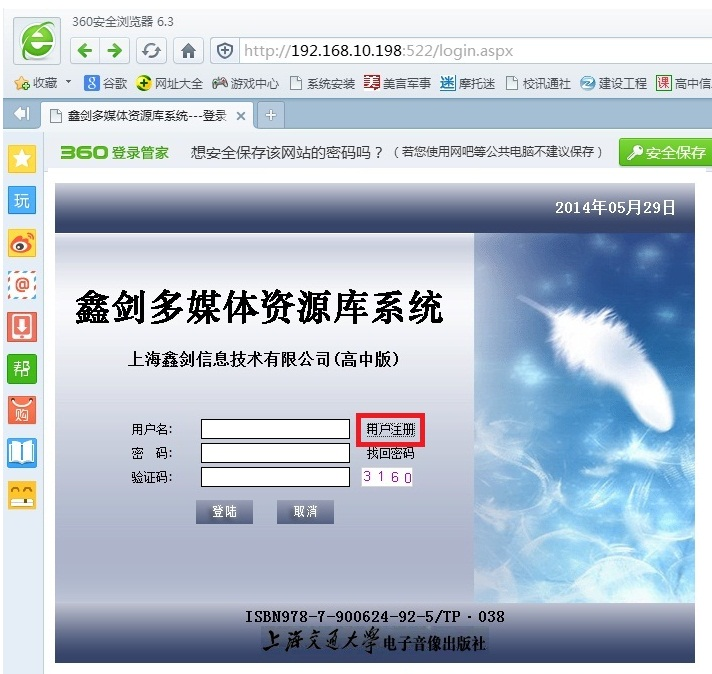 360安全浏览器 6.3
http://192.168.10.198:522/login.aspx
收藏 谷歌 网址大全 游戏中心 系统安装 美言军事 摩托迷 校讯通社 建设工程 高中信
鑫剑多媒体资源库系统---登录
360登录管家 想安全保存该网站的密码吗？（若您使用网吧等公共电脑不建议保存） 安全保存
玩
帮
购
2014年05月29日
鑫剑多媒体资源库系统
上海鑫剑信息技术有限公司(高中版)
用户名: 用户注册
密 码: 找回密码
验证码: 3160
登陆 取消
ISBN978-7-900624-92-5/TP·038
上海交通大学电子音像出版社